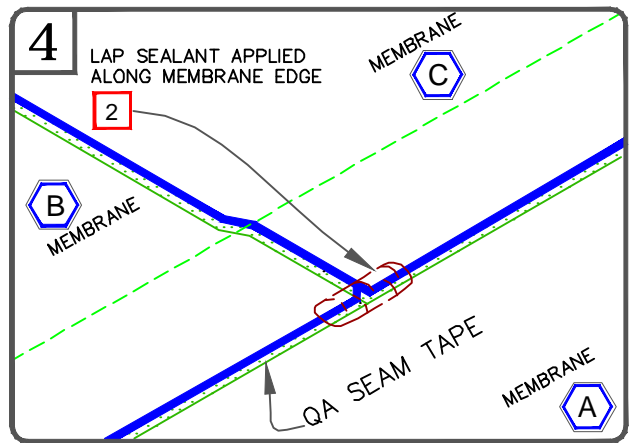 4
LAP SEALANT APPLIED
ALONG MEMBRANE EDGE
2
MEMBRANE
C
B
MEMBRANE
QA SEAM TAPE
MEMBRANE
A